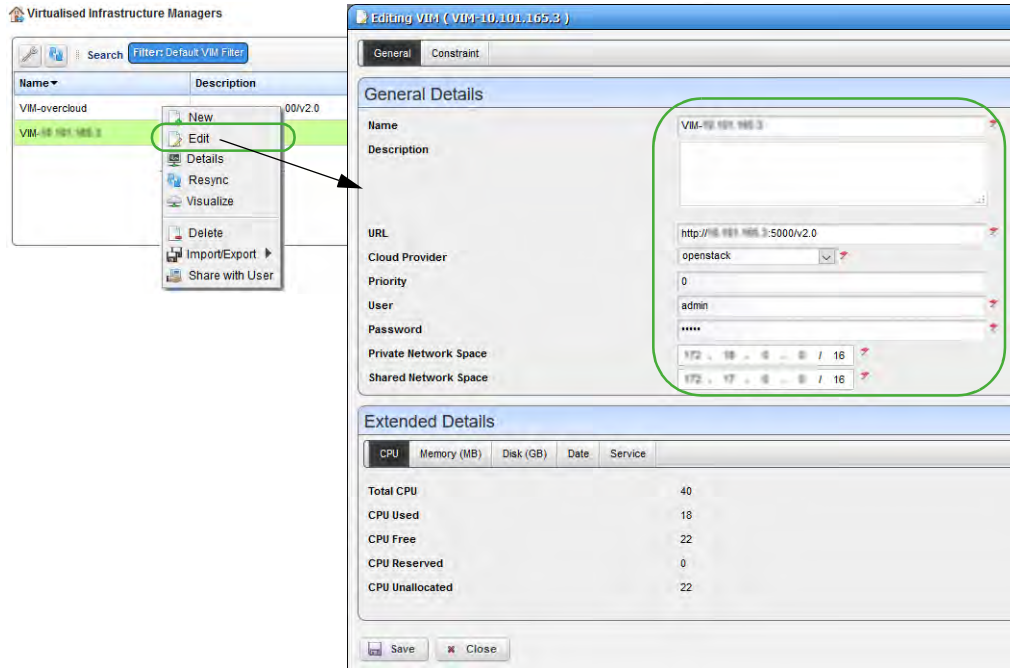 Virtualised Infrastructure Managers
Search Filter: Default VIM Filter
Name Description
VIM-overcloud 00/v2.0
VIM-
New
Edit
Details
Resync
Visualize
Delete
Import/Export
Share with User
Editing VIM ( VIM-10.101.165.3 )
General Constraint
General Details
Name VIM-
Description
URL http:// :5000/v2.0
Cloud Provider openstack
Priority 0
User admin
Password •••••
Private Network Space / 16
Shared Network Space / 16
Extended Details
CPU Memory (MB) Disk (GB) Date Service
Total CPU 40
CPU Used 18
CPU Free 22
CPU Reserved 0
CPU Unallocated 22
Save Close